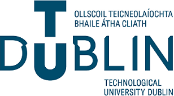 OLLSCOIL TEICNEOLAÍOCHTA
BHAILE ÁTHA CLIATH
TU
DUBLIN
TECHNOLOGICAL
UNIVERSITY DUBLIN